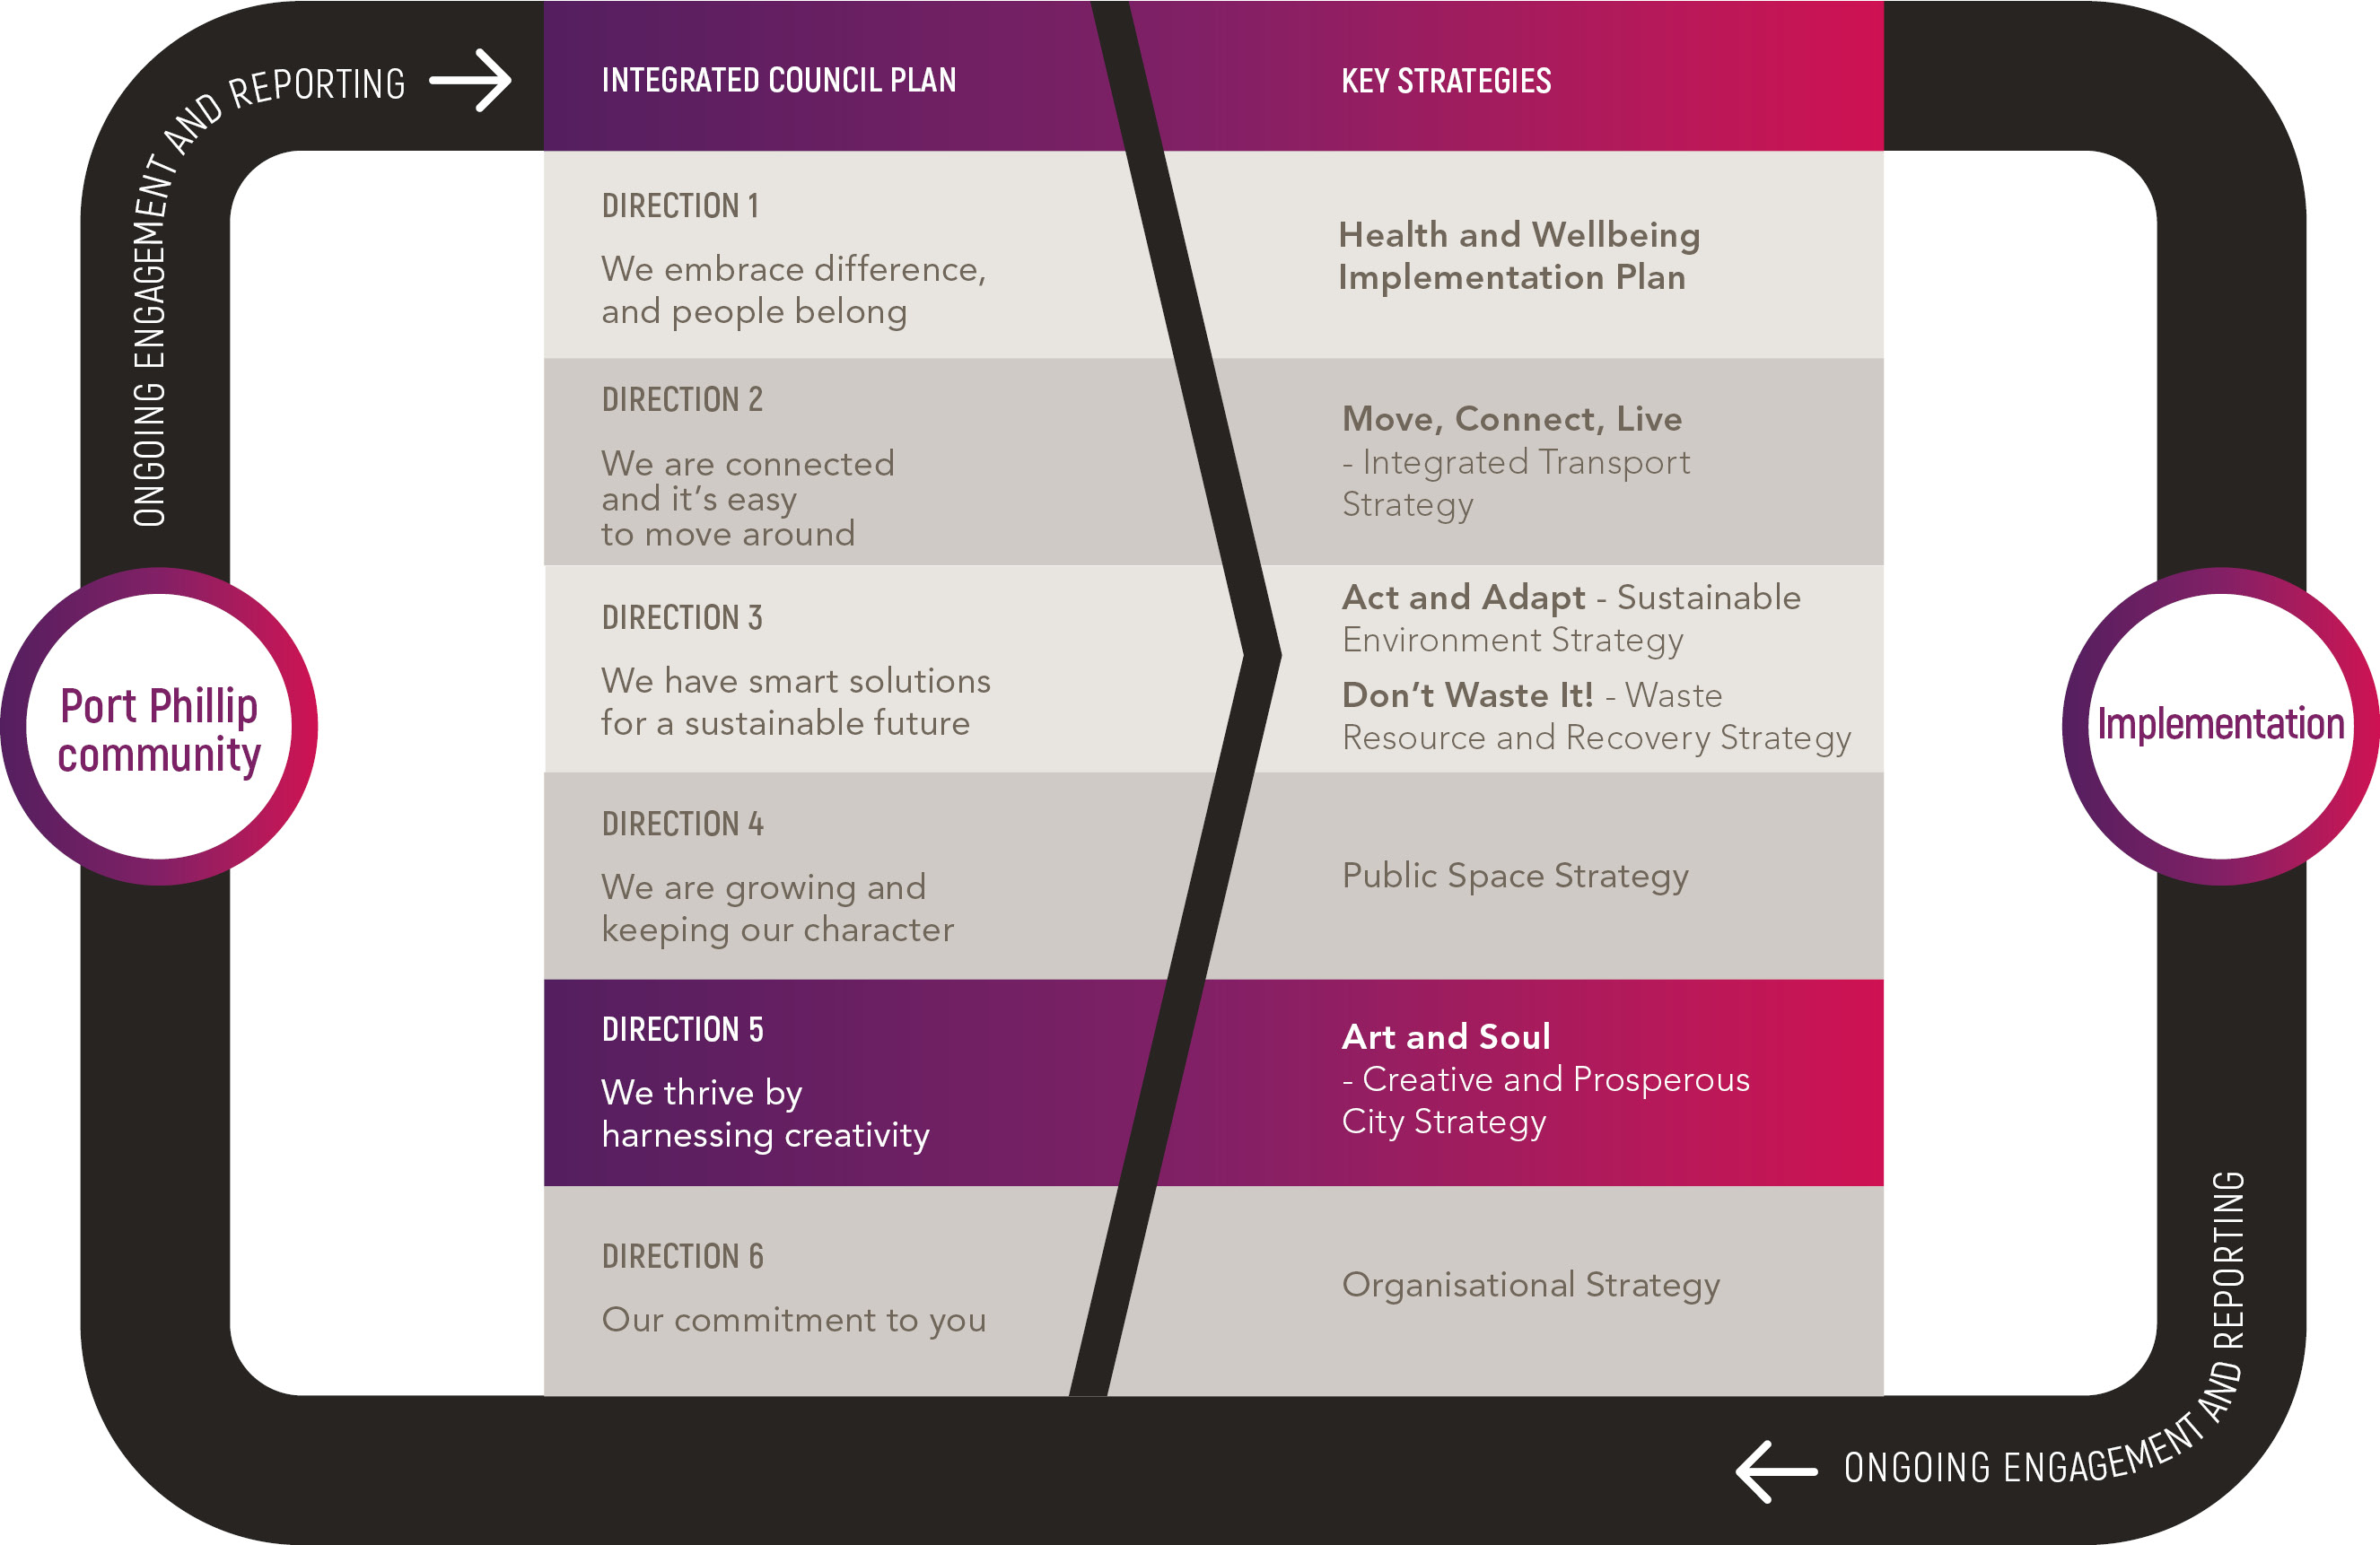 ONGOING ENGAGEMENT AND REPORTING
INTEGRATED COUNCIL PLAN
KEY STRATEGIES
DIRECTION 1
We embrace difference,
and people belong
Health and Wellbeing
Implementation Plan
DIRECTION 2
We are connected
and it’s easy
to move around
Move, Connect, Live
- Integrated Transport
Strategy
DIRECTION 3
We have smart solutions
for a sustainable future
Act and Adapt - Sustainable
Environment Strategy
Don’t Waste It! - Waste
Resource and Recovery Strategy
Port Phillip
community
Implementation
DIRECTION 4
We are growing and
keeping our character
Public Space Strategy
DIRECTION 5
We thrive by
harnessing creativity
Art and Soul
- Creative and Prosperous
City Strategy
DIRECTION 6
Our commitment to you
Organisational Strategy
ONGOING ENGAGEMENT AND REPORTING